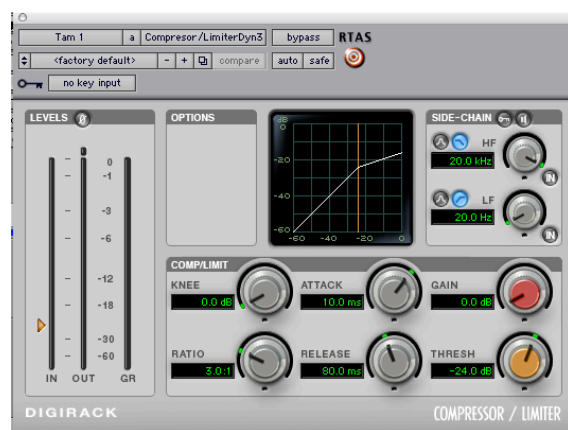 Tam 1 a Compresor/LimiterDyn3 bypass RTAS
<factory default> - + compare auto safe
no key input
LEVELS OPTIONS SIDE-CHAIN
dB
0
-20
-40
-60
-60 -40 -20 0
HF
20.0 kHz
IN
LF
20.0 Hz
IN
0
-1
-3
-6
-12
-18
-30
-60
IN OUT GR
COMP/LIMIT
KNEE ATTACK GAIN
0.0 dB 10.0 ms 0.0 dB
RATIO RELEASE THRESH
3.0:1 80.0 ms -24.0 dB
DIGIRACK COMPRESSOR / LIMITER